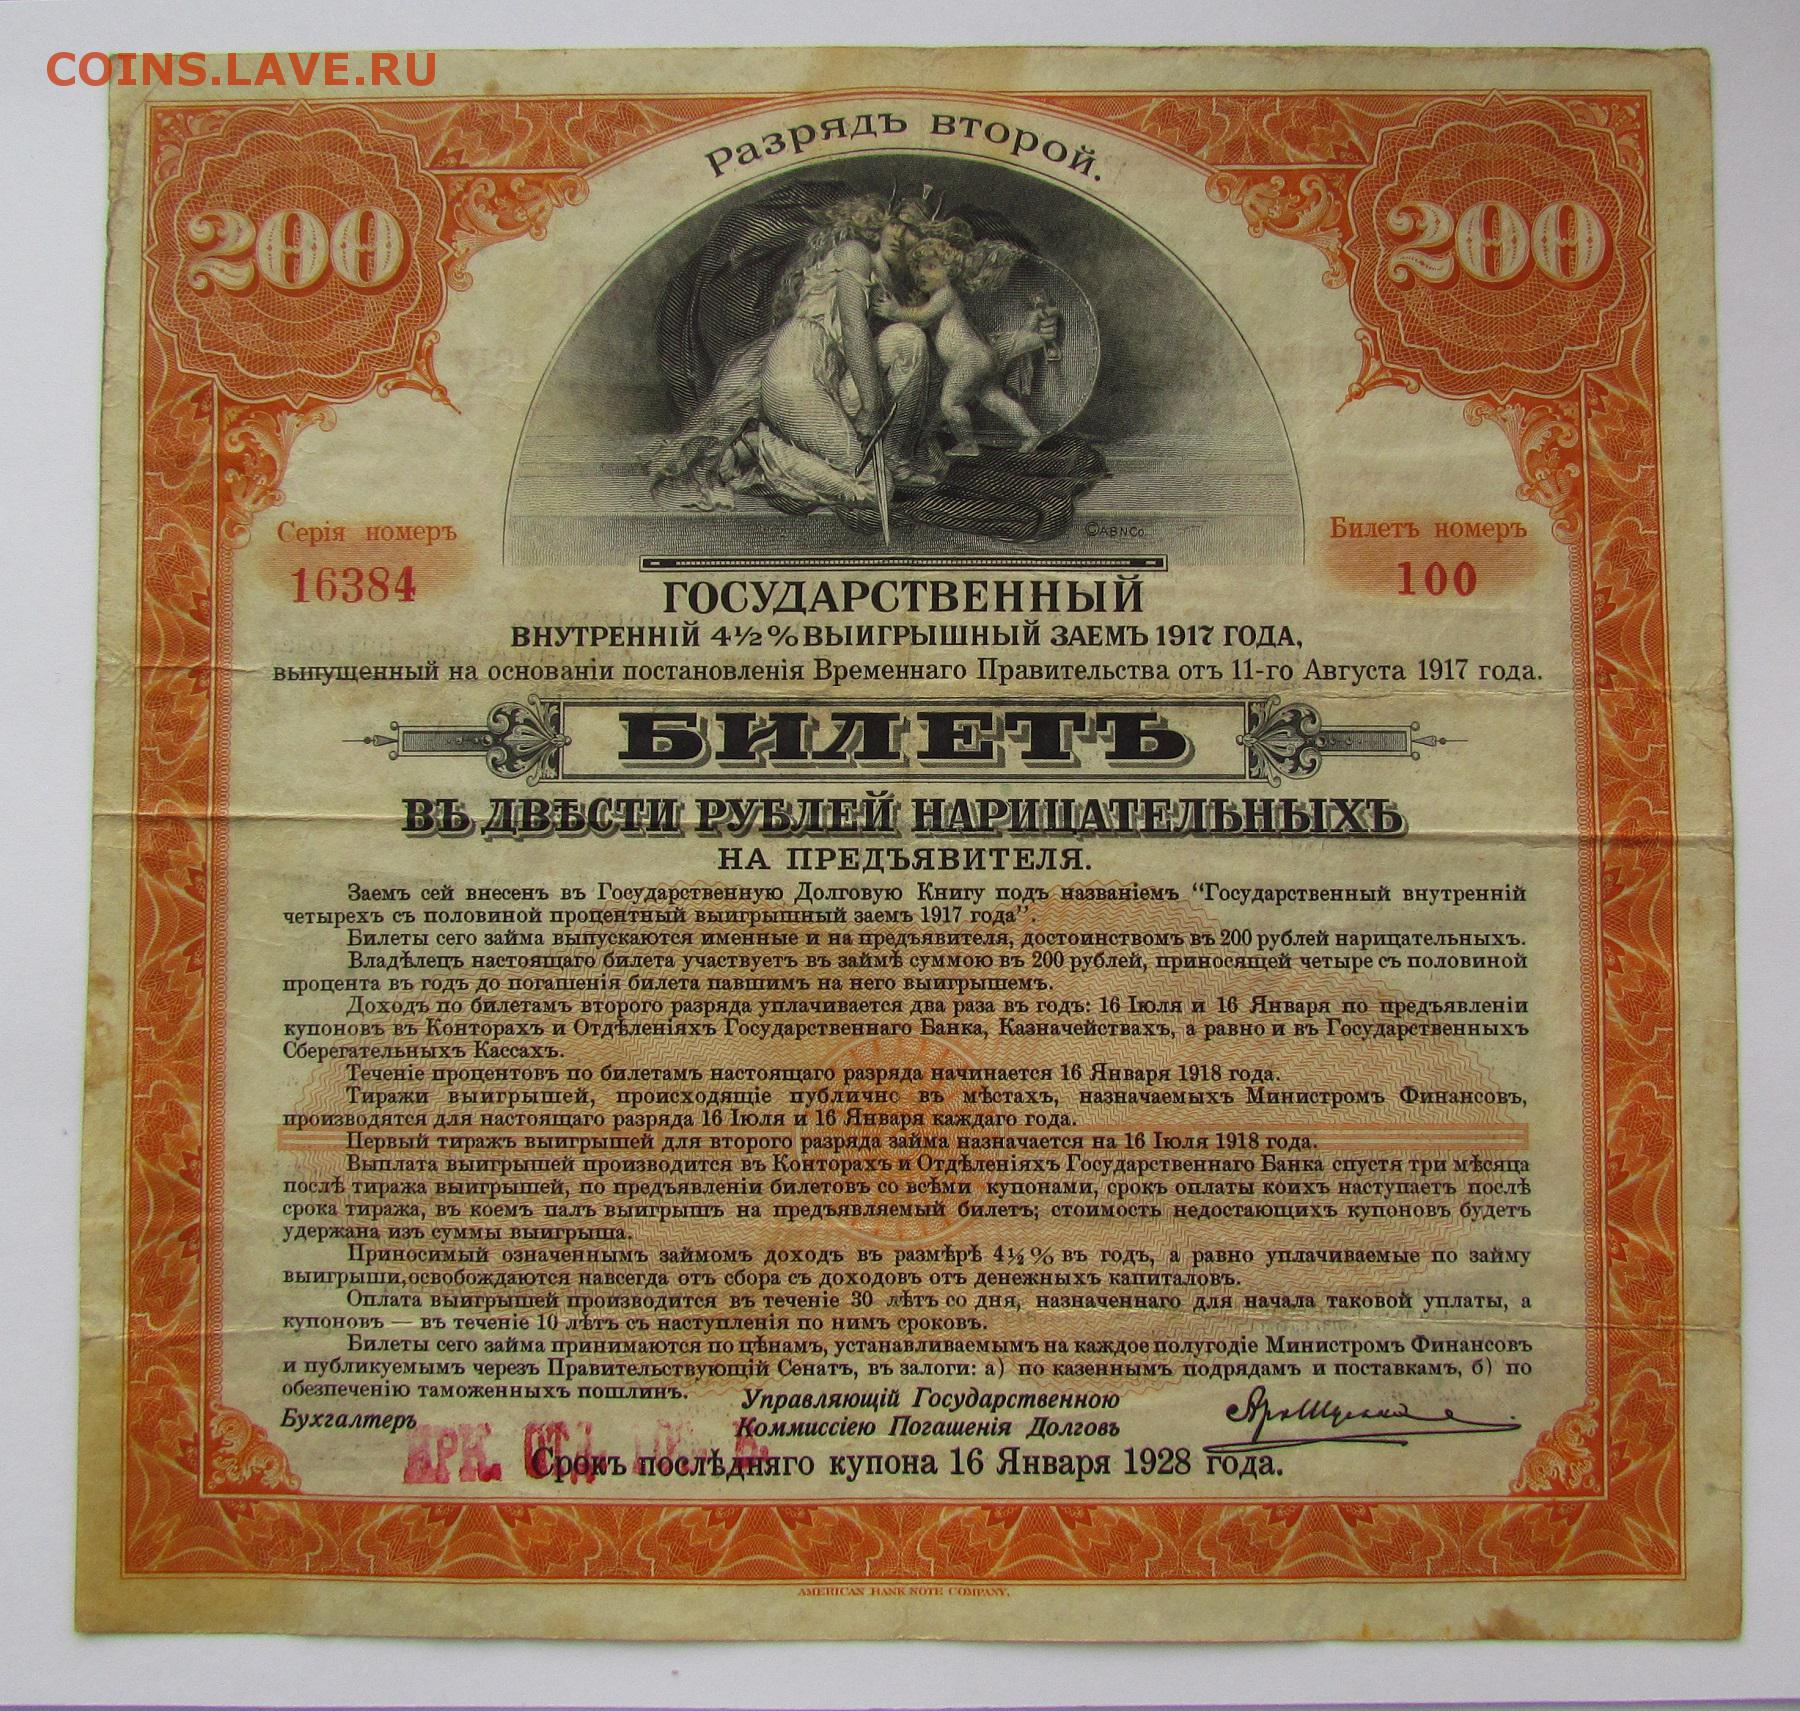 COINS.LAVE.RU
Разрядъ второй.
200
200
©ABNCo.
Серія номеръ
16384
Билетъ номеръ
100
ГОСУДАРСТВЕННЫЙ
ВНУТРЕННІЙ 4½% ВЫИГРЫШНЫЙ ЗАЕМЪ 1917 ГОДА,
выпущенный на основаніи постановленія Временнаго Правительства отъ 11-го Августа 1917 года.
БИЛЕТЪ
ВЪ ДВѢСТИ РУБЛЕЙ НАРИЦАТЕЛЬНЫХЪ
НА ПРЕДЪЯВИТЕЛЯ.
Заемъ сей внесенъ въ Государственную Долговую Книгу подъ названіемъ “Государственный внутренній
четырехъ съ половиной процентный выигрышный заемъ 1917 года”.
Билеты сего займа выпускаются именные и на предъявителя, достоинствомъ въ 200 рублей нарицательныхъ.
Владѣлецъ настоящаго билета участвуетъ въ займѣ суммою въ 200 рублей, приносящей четыре съ половиной
процента въ годъ до погашенія билета павшимъ на него выигрышемъ.
Доходъ по билетамъ второго разряда уплачивается два раза въ годъ: 16 Іюля и 16 Января по предъявленіи
купоновъ въ Конторахъ и Отдѣленіяхъ Государственнаго Банка, Казначействахъ, а равно и въ Государственныхъ
Сберегательныхъ Кассахъ.
Теченіе процентовъ по билетамъ настоящаго разряда начинается 16 Января 1918 года.
Тиражи выигрышей, происходящіе публично въ мѣстахъ, назначаемыхъ Министромъ Финансовъ,
производятся для настоящаго разряда 16 Іюля и 16 Января каждаго года.
Первый тиражъ выигрышей для второго разряда займа назначается на 16 Іюля 1918 года.
Выплата выигрышей производится въ Конторахъ и Отдѣленіяхъ Государственнаго Банка спустя три мѣсяца
послѣ тиража выигрышей, по предъявленіи билетовъ со всѣми купонами, срокъ оплаты коихъ наступаетъ послѣ
срока тиража, въ коемъ палъ выигрышъ на предъявляемый билетъ; стоимость недостающихъ купоновъ будетъ
удержана изъ суммы выигрыша.
Приносимый означеннымъ займомъ доходъ въ размѣрѣ 4½% въ годъ, а равно уплачиваемые по займу
выигрыши, освобождаются навсегда отъ сбора съ доходовъ отъ денежныхъ капиталовъ.
Оплата выигрышей производится въ теченіе 30 лѣтъ со дня, назначеннаго для начала таковой уплаты, а
купоновъ — въ теченіе 10 лѣтъ съ наступленія по нимъ сроковъ.
Билеты сего займа принимаются по цѣнамъ, устанавливаемымъ на каждое полугодіе Министромъ Финансовъ
и публикуемымъ черезъ Правительствующій Сенатъ, въ залоги: а) по казеннымъ подрядамъ и поставкамъ, б) по
обезпеченію таможенныхъ пошлинъ.
Управляющій Государственною
Бухгалтеръ
Коммиссіею Погашенія Долговъ
ИРК. ОТД.
Срокъ послѣдняго купона 16 Января 1928 года.
AMERICAN BANK NOTE COMPANY.